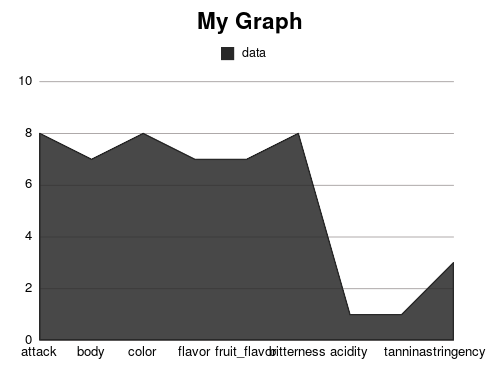 My Graph
data
10
8
6
4
2
0
attack body color flavor fruit_flavor bitterness acidity tannin astringency